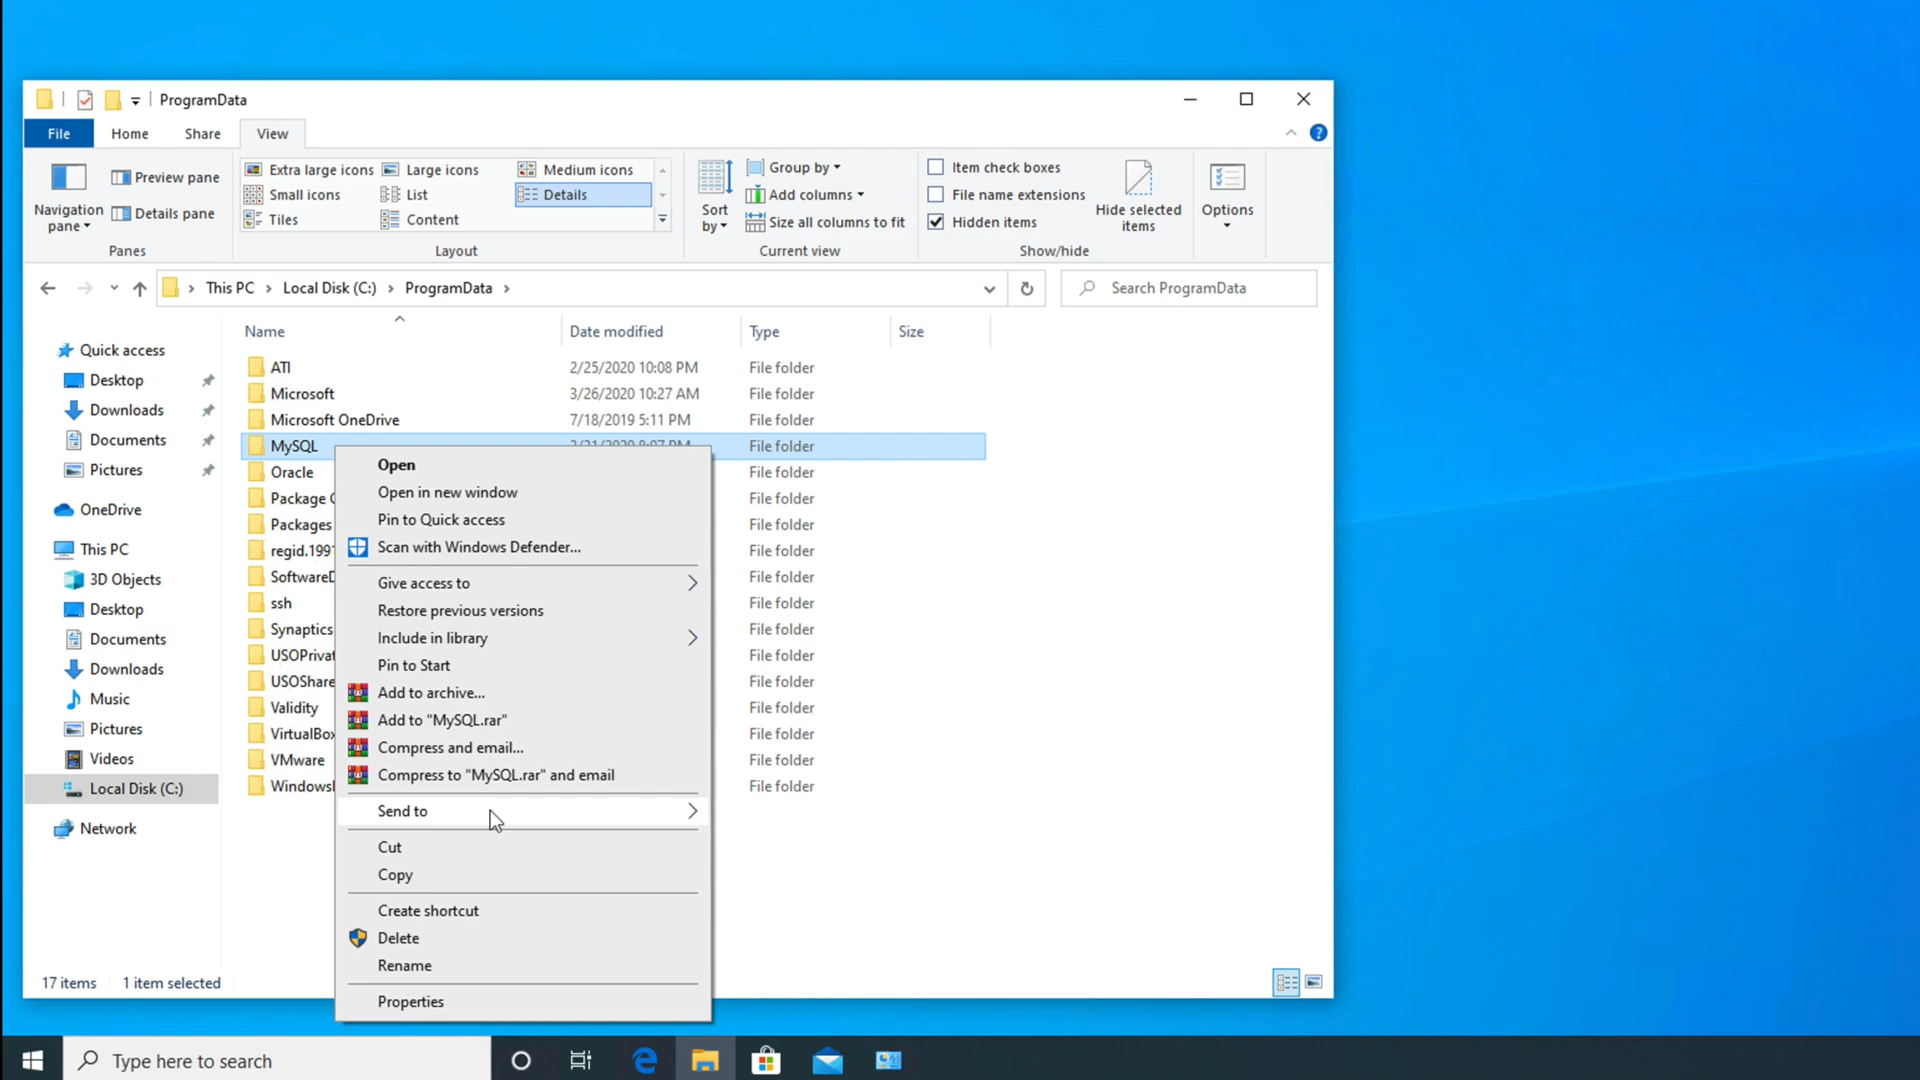 ProgramData
File Home Share View
Navigation pane
Preview pane
Details pane
Panes
Extra large icons Large icons Medium icons
Small icons List Details
Tiles Content
Layout
Sort by
Group by
Add columns
Size all columns to fit
Current view
Item check boxes
File name extensions
Hidden items
Hide selected items
Show/hide
Options
This PC Local Disk (C:) ProgramData
Search ProgramData
Name Date modified Type Size
Quick access
Desktop
Downloads
Documents
Pictures
OneDrive
This PC
3D Objects
Desktop
Documents
Downloads
Music
Pictures
Videos
Local Disk (C:)
Network
ATI 2/25/2020 10:08 PM File folder
Microsoft 3/26/2020 10:27 AM File folder
Microsoft OneDrive 7/18/2019 5:11 PM File folder
MySQL File folder
Oracle File folder
Package File folder
Packages File folder
regid.199 File folder
Software File folder
ssh File folder
Synaptics File folder
USOPriva File folder
USOShare File folder
Validity File folder
VirtualBo File folder
VMware File folder
Windows File folder
Open
Open in new window
Pin to Quick access
Scan with Windows Defender...
Give access to
Restore previous versions
Include in library
Pin to Start
Add to archive...
Add to "MySQL.rar"
Compress and email...
Compress to "MySQL.rar" and email
Send to
Cut
Copy
Create shortcut
Delete
Rename
Properties
17 items 1 item selected
Type here to search